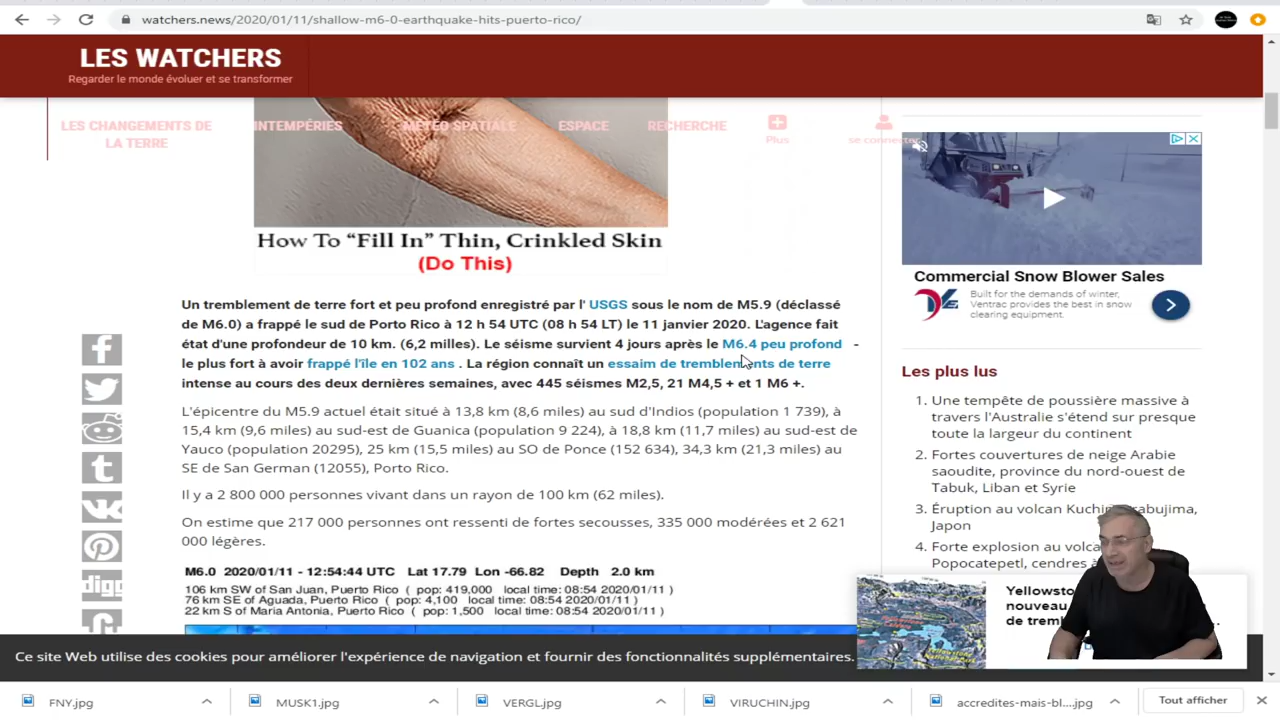 watchers.news/2020/01/11/shallow-m6-0-earthquake-hits-puerto-rico/
LES WATCHERS
Regarder le monde évoluer et se transformer
LES CHANGEMENTS DE LA TERRE
INTEMPÉRIES
MÉTÉO SPATIALE
ESPACE
RECHERCHE
Plus
se connecter
How To “Fill In” Thin, Crinkled Skin
(Do This)
Un tremblement de terre fort et peu profond enregistré par l' USGS sous le nom de M5.9 (déclassé
de M6.0) a frappé le sud de Porto Rico à 12 h 54 UTC (08 h 54 LT) le 11 janvier 2020. L'agence fait
état d'une profondeur de 10 km. (6,2 milles). Le séisme survient 4 jours après le M6.4 peu profond -
le plus fort à avoir frappé l'île en 102 ans . La région connaît un essaim de tremblements de terre
intense au cours des deux dernières semaines, avec 445 séismes M2,5, 21 M4,5 + et 1 M6 +.
L'épicentre du M5.9 actuel était situé à 13,8 km (8,6 miles) au sud d'Indios (population 1 739), à
15,4 km (9,6 miles) au sud-est de Guanica (population 9 224), à 18,8 km (11,7 miles) au sud-est de
Yauco (population 20295), 25 km (15,5 miles) au SO de Ponce (152 634), 34,3 km (21,3 miles) au
SE de San German (12055), Porto Rico.
Il y a 2 800 000 personnes vivant dans un rayon de 100 km (62 miles).
On estime que 217 000 personnes ont ressenti de fortes secousses, 335 000 modérées et 2 621
000 légères.
M6.0 2020/01/11 - 12:54:44 UTC Lat 17.79 Lon -66.82 Depth 2.0 km
106 km SW of San Juan, Puerto Rico ( pop: 419,000 local time: 08:54 2020/01/11 )
76 km SE of Aguada, Puerto Rico ( pop: 4,100 local time: 08:54 2020/01/11 )
22 km S of Maria Antonia, Puerto Rico ( pop: 1,500 local time: 08:54 2020/01/11 )
digg
Commercial Snow Blower Sales
Built for the demands of winter,
Ventrac provides the best in snow
clearing equipment.
Les plus lus
1. Une tempête de poussière massive à
travers l'Australie s'étend sur presque
toute la largeur du continent
2. Fortes couvertures de neige Arabie
saoudite, province du nord-ouest de
Tabuk, Liban et Syrie
3. Éruption au volcan
Japon
4. Forte explosion au
Popocatepetl, cendres à
nouveau
Ce site Web utilise des cookies pour améliorer l'expérience de navigation et fournir des fonctionnalités supplémentaires.
FNY.jpg
MUSK1.jpg
VERGL.jpg
VIRUCHIN.jpg
accredites-mais-bl....jpg
Tout afficher